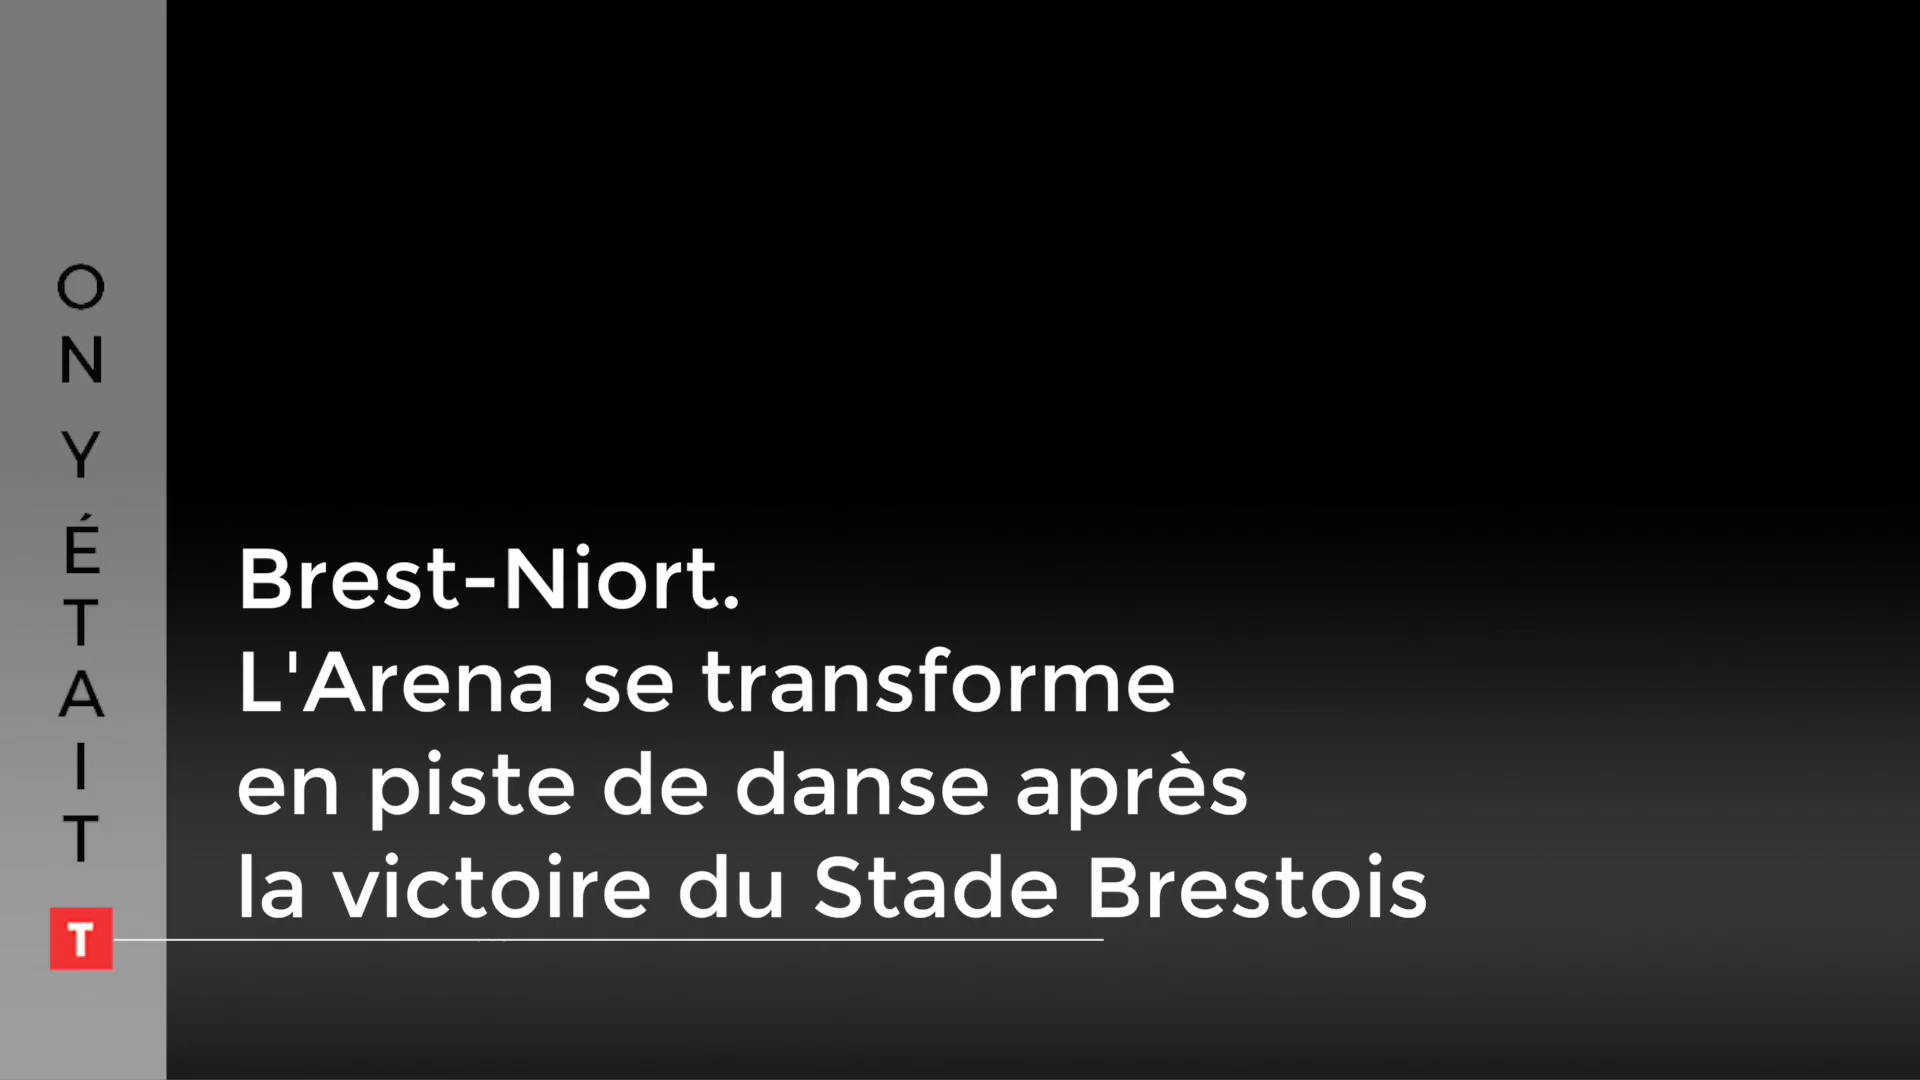 ON Y ÉTAIT
T
Brest-Niort.
L'Arena se transforme
en piste de danse après
la victoire du Stade Brestois